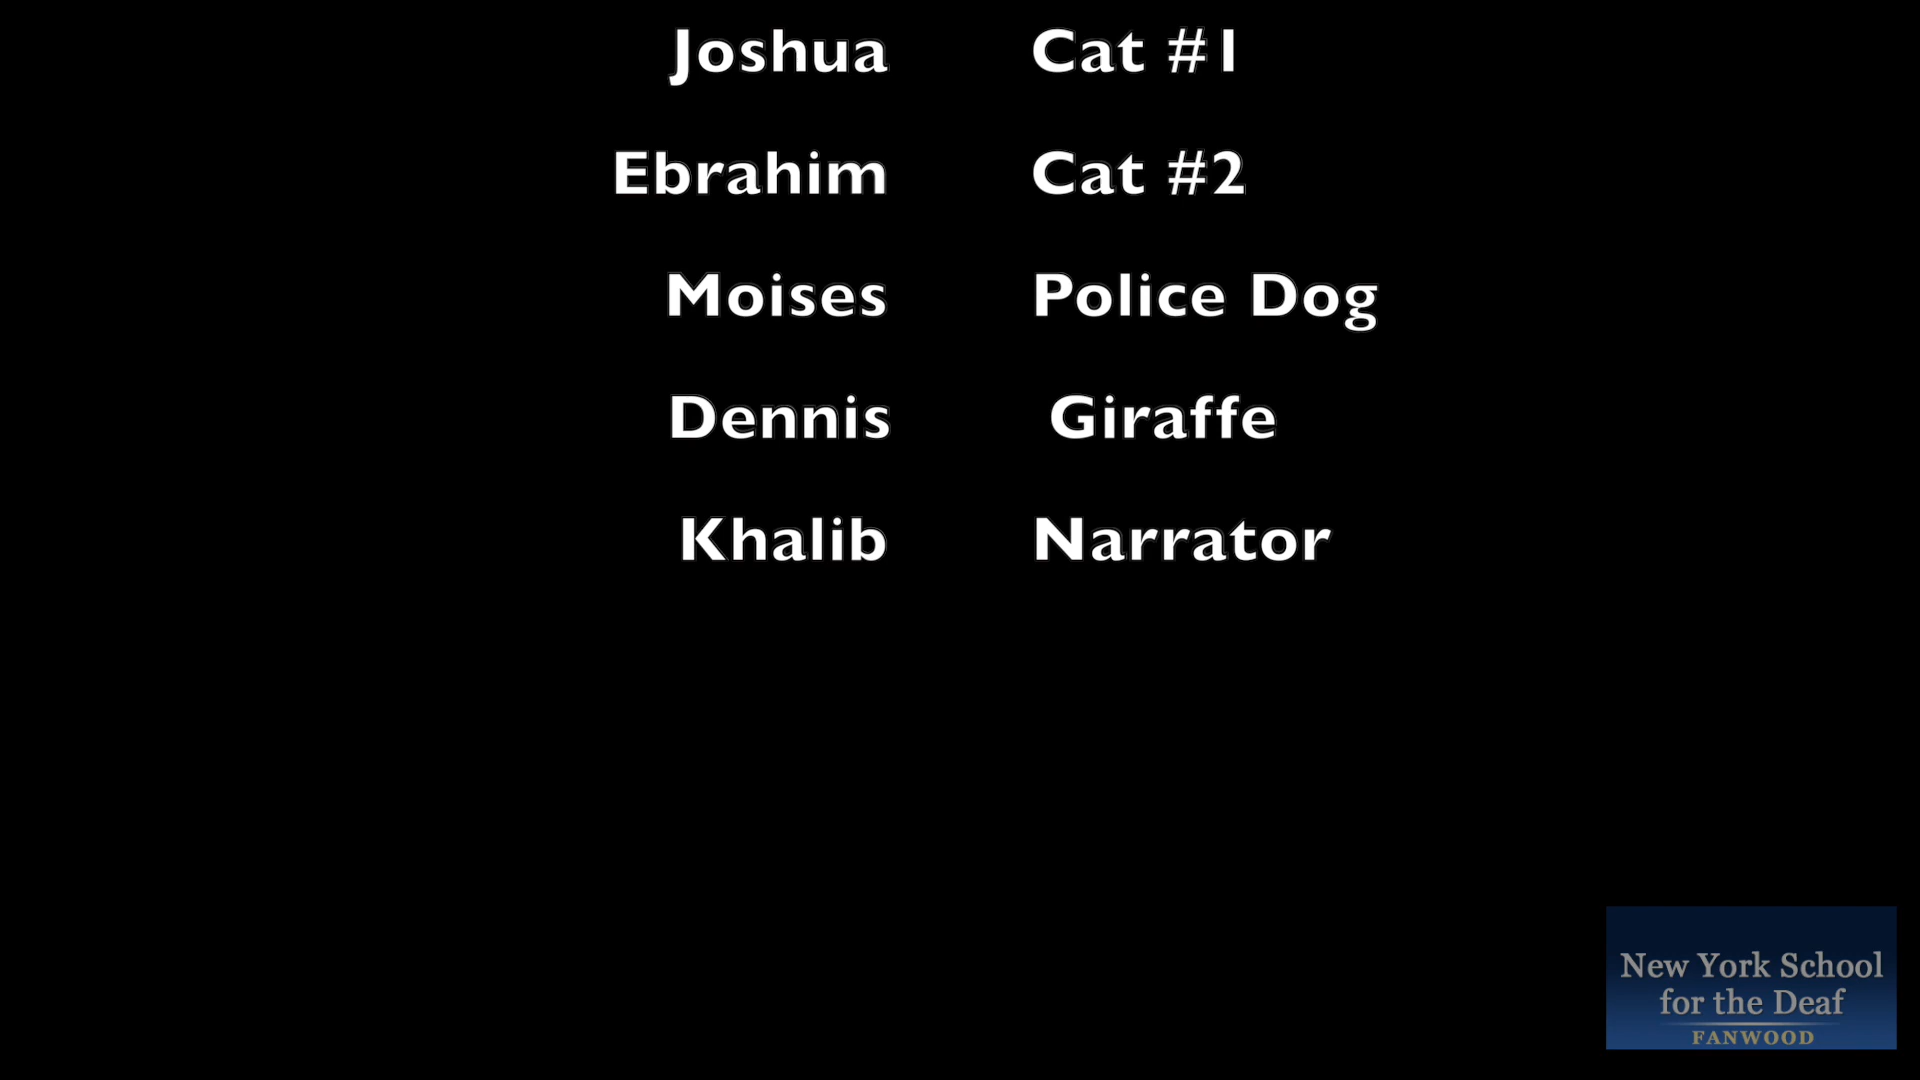 Joshua Cat #1
Ebrahim Cat #2
Moises Police Dog
Dennis Giraffe
Khalib Narrator
New York School
for the Deaf
FANWOOD